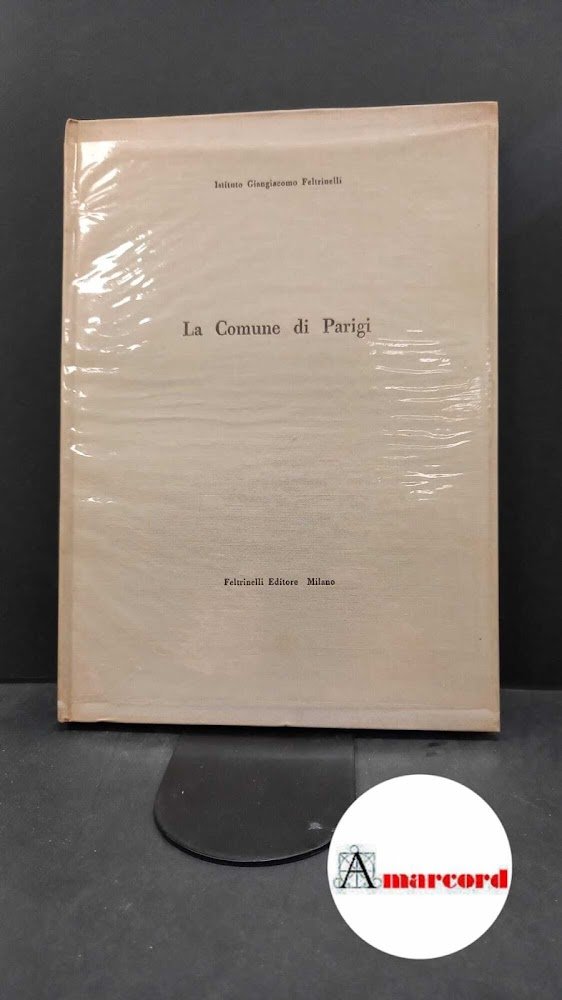 Istituto Giangiacomo Feltrinelli
La Comune di Parigi
Feltrinelli Editore Milano
Amarcord